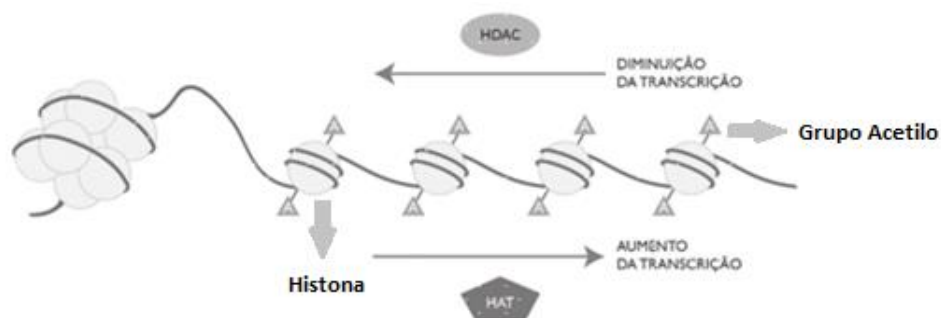 HDAC
DIMINUIÇÃO
DA TRANSCRIÇÃO
Grupo Acetilo
AUMENTO
DA TRANSCRIÇÃO
Histona
HAT